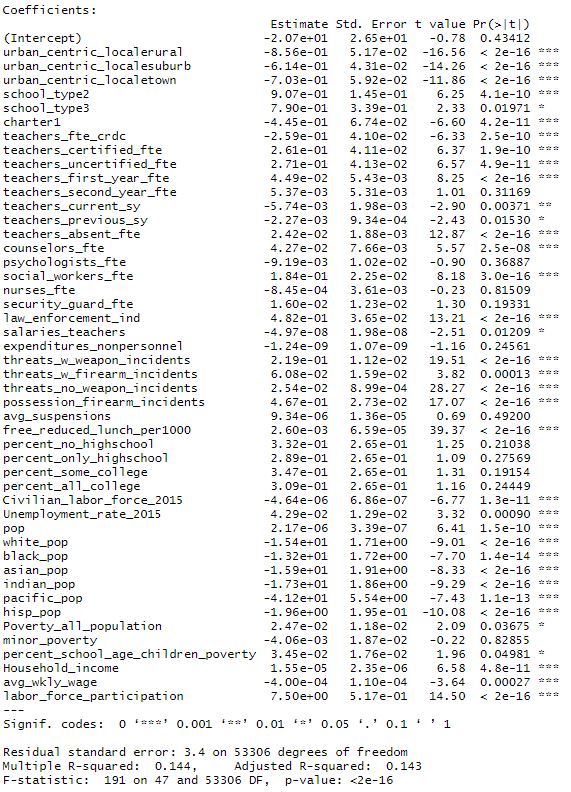 Coefficients:
Estimate Std. Error t value Pr(>|t|)
(Intercept) -2.07e+01 2.65e+01 -0.78 0.43412
urban_centric_localerural -8.56e-01 5.17e-02 -16.56 < 2e-16 ***
urban_centric_localesuburb -6.14e-01 4.31e-02 -14.26 < 2e-16 ***
urban_centric_localetown -7.03e-01 5.92e-02 -11.86 < 2e-16 ***
school_type2 9.07e-01 1.45e-01 6.25 4.1e-10 ***
school_type3 7.90e-01 3.39e-01 2.33 0.01971 *
charter1 -4.45e-01 6.74e-02 -6.60 4.2e-11 ***
teachers_fte_crdc -2.59e-01 4.10e-02 -6.33 2.5e-10 ***
teachers_certified_fte 2.61e-01 4.11e-02 6.37 1.9e-10 ***
teachers_uncertified_fte 2.71e-01 4.13e-02 6.57 4.9e-11 ***
teachers_first_year_fte 4.49e-02 5.43e-03 8.25 < 2e-16 ***
teachers_second_year_fte 5.37e-03 5.31e-03 1.01 0.31169
teachers_current_sy -5.74e-03 1.98e-03 -2.90 0.00371 **
teachers_previous_sy -2.27e-03 9.34e-04 -2.43 0.01530 *
teachers_absent_fte 2.42e-02 1.88e-03 12.87 < 2e-16 ***
counselors_fte 4.27e-02 7.66e-03 5.57 2.5e-08 ***
psychologists_fte -9.19e-03 1.02e-02 -0.90 0.36887
social_workers_fte 1.84e-01 2.25e-02 8.18 3.0e-16 ***
nurses_fte -8.45e-04 3.61e-03 -0.23 0.81509
security_guard_fte 1.60e-02 1.23e-02 1.30 0.19331
law_enforcement_ind 4.82e-01 3.65e-02 13.21 < 2e-16 ***
salaries_teachers -4.97e-08 1.98e-08 -2.51 0.01209 *
expenditures_nonpersonnel -1.24e-09 1.07e-09 -1.16 0.24561
threats_w_weapon_incidents 2.19e-01 1.12e-02 19.51 < 2e-16 ***
threats_w_firearm_incidents 6.08e-02 1.59e-02 3.82 0.00013 ***
threats_no_weapon_incidents 2.54e-02 8.99e-04 28.27 < 2e-16 ***
possession_firearm_incidents 4.67e-01 2.73e-02 17.07 < 2e-16 ***
avg_suspensions 9.34e-06 1.36e-05 0.69 0.49200
free_reduced_lunch_per1000 2.60e-03 6.59e-05 39.37 < 2e-16 ***
percent_no_highschool 3.32e-01 2.65e-01 1.25 0.21038
percent_only_highschool 2.89e-01 2.65e-01 1.09 0.27569
percent_some_college 3.47e-01 2.65e-01 1.31 0.19154
percent_all_college 3.09e-01 2.65e-01 1.16 0.24449
Civilian_labor_force_2015 -4.64e-06 6.86e-07 -6.77 1.3e-11 ***
Unemployment_rate_2015 4.29e-02 1.29e-02 3.32 0.00090 ***
pop 2.17e-06 3.39e-07 6.41 1.5e-10 ***
white_pop -1.54e+01 1.71e+00 -9.01 < 2e-16 ***
black_pop -1.32e+01 1.72e+00 -7.70 1.4e-14 ***
asian_pop -1.59e+01 1.91e+00 -8.33 < 2e-16 ***
indian_pop -1.73e+01 1.86e+00 -9.29 < 2e-16 ***
pacific_pop -4.12e+01 5.54e+00 -7.43 1.1e-13 ***
hisp_pop -1.96e+00 1.95e-01 -10.08 < 2e-16 ***
Poverty_all_population 2.47e-02 1.18e-02 2.09 0.03675 *
minor_poverty -4.06e-03 1.87e-02 -0.22 0.82855
percent_school_age_children_poverty 3.45e-02 1.76e-02 1.96 0.04981 *
Household_income 1.55e-05 2.35e-06 6.58 4.8e-11 ***
avg_wkly_wage -4.00e-04 1.10e-04 -3.64 0.00027 ***
labor_force_participation 7.50e+00 5.17e-01 14.50 < 2e-16 ***
---
Signif. codes: 0 ‘***’ 0.001 ‘**’ 0.01 ‘*’ 0.05 ‘.’ 0.1 ‘ ’ 1
Residual standard error: 3.4 on 53306 degrees of freedom
Multiple R-squared: 0.144, Adjusted R-squared: 0.143
F-statistic: 191 on 47 and 53306 DF, p-value: <2e-16